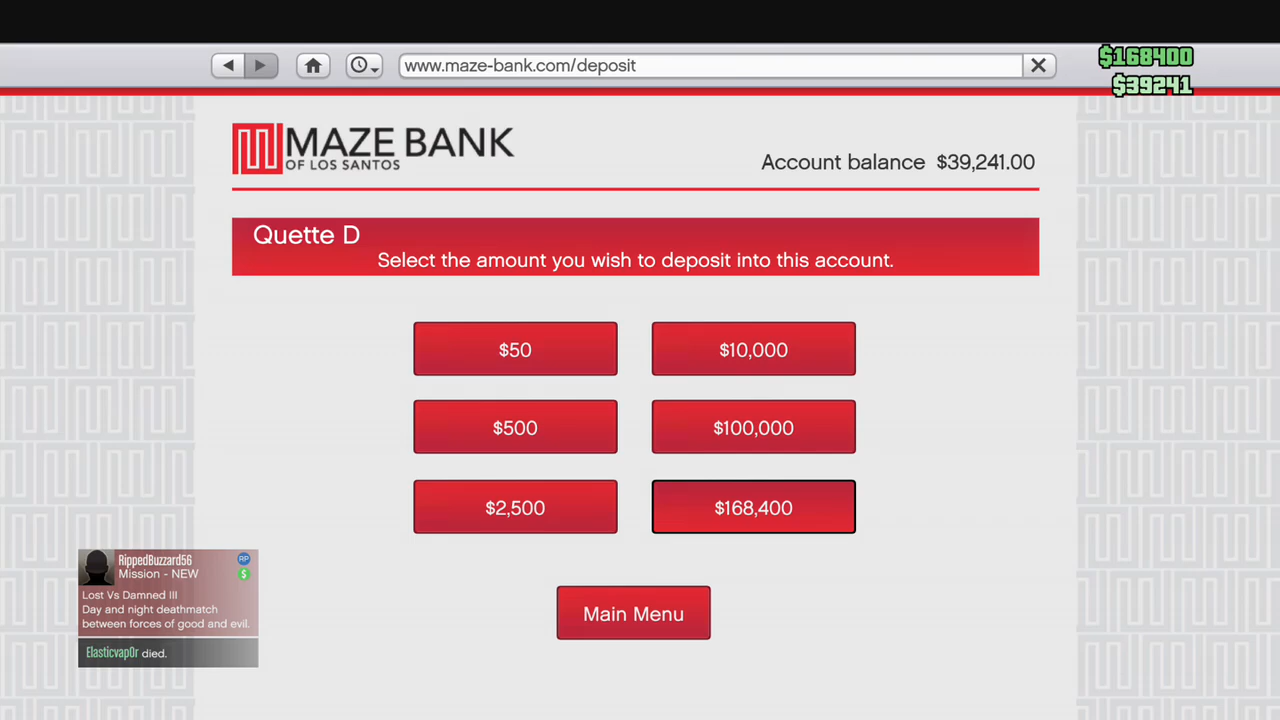 www.maze-bank.com/deposit
$168400
$39241
MAZE BANK
OF LOS SANTOS
Account balance $39,241.00
Quette D
Select the amount you wish to deposit into this account.
$50
$10,000
$500
$100,000
$2,500
$168,400
Main Menu
RippedBuzzard56
RP
Mission - NEW
$
Lost Vs Damned III
Day and night deathmatch
between forces of good and evil.
Elasticvap0r died.